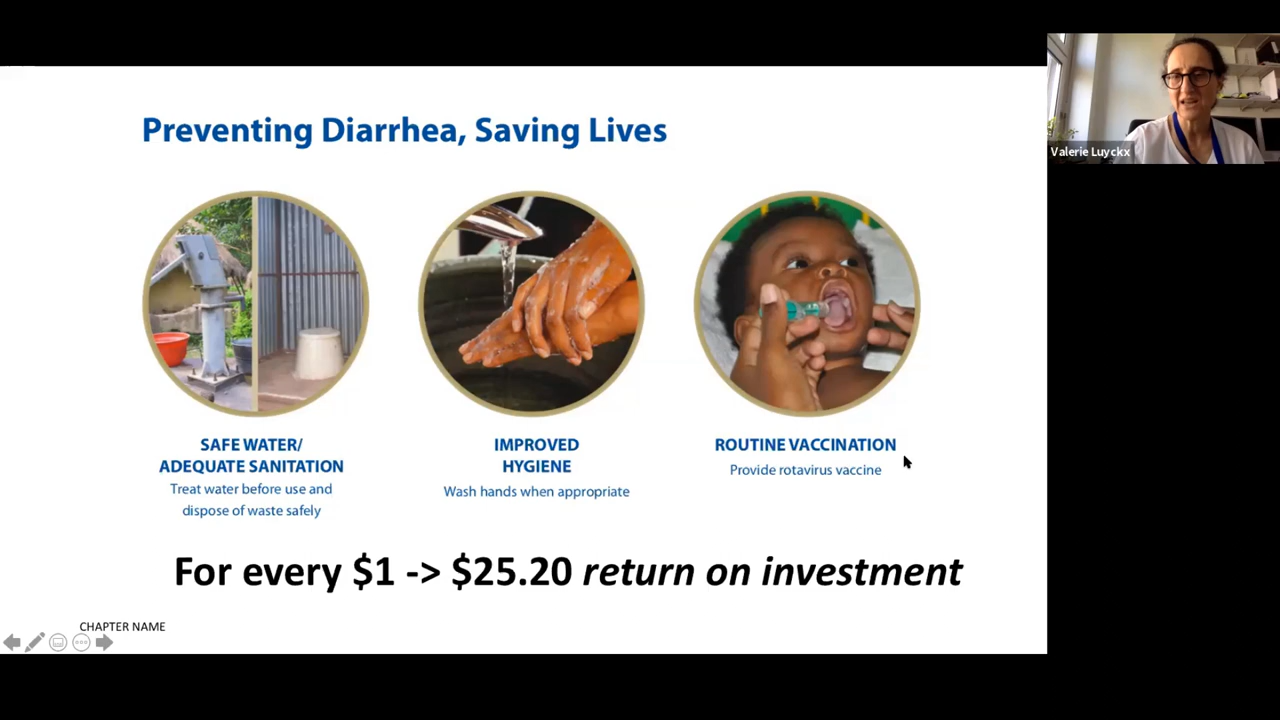 Preventing Diarrhea, Saving Lives
SAFE WATER/
ADEQUATE SANITATION
Treat water before use and
dispose of waste safely
IMPROVED
HYGIENE
Wash hands when appropriate
ROUTINE VACCINATION
Provide rotavirus vaccine
For every $1 -> $25.20 return on investment
CHAPTER NAME
Valerie Luyckx